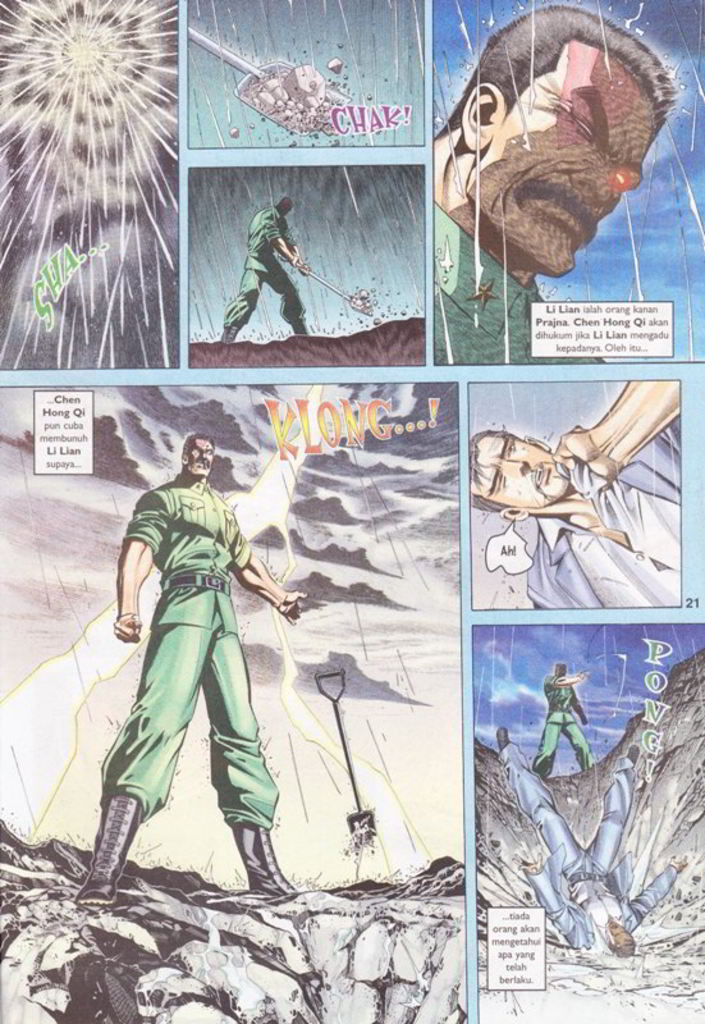 SHA...
CHAK!
Li Lian ialah orang kanan
Prajna. Chen Hong Qi akan
dihukum jika Li Lian mengadu
kepadanya. Oleh itu...
...Chen
Hong Qi
pun cuba
membunuh
Li Lian
supaya...
KLONG...!
Ah!
21
PONG!
...tiada
orang akan
mengetahui
apa yang
telah
berlaku.